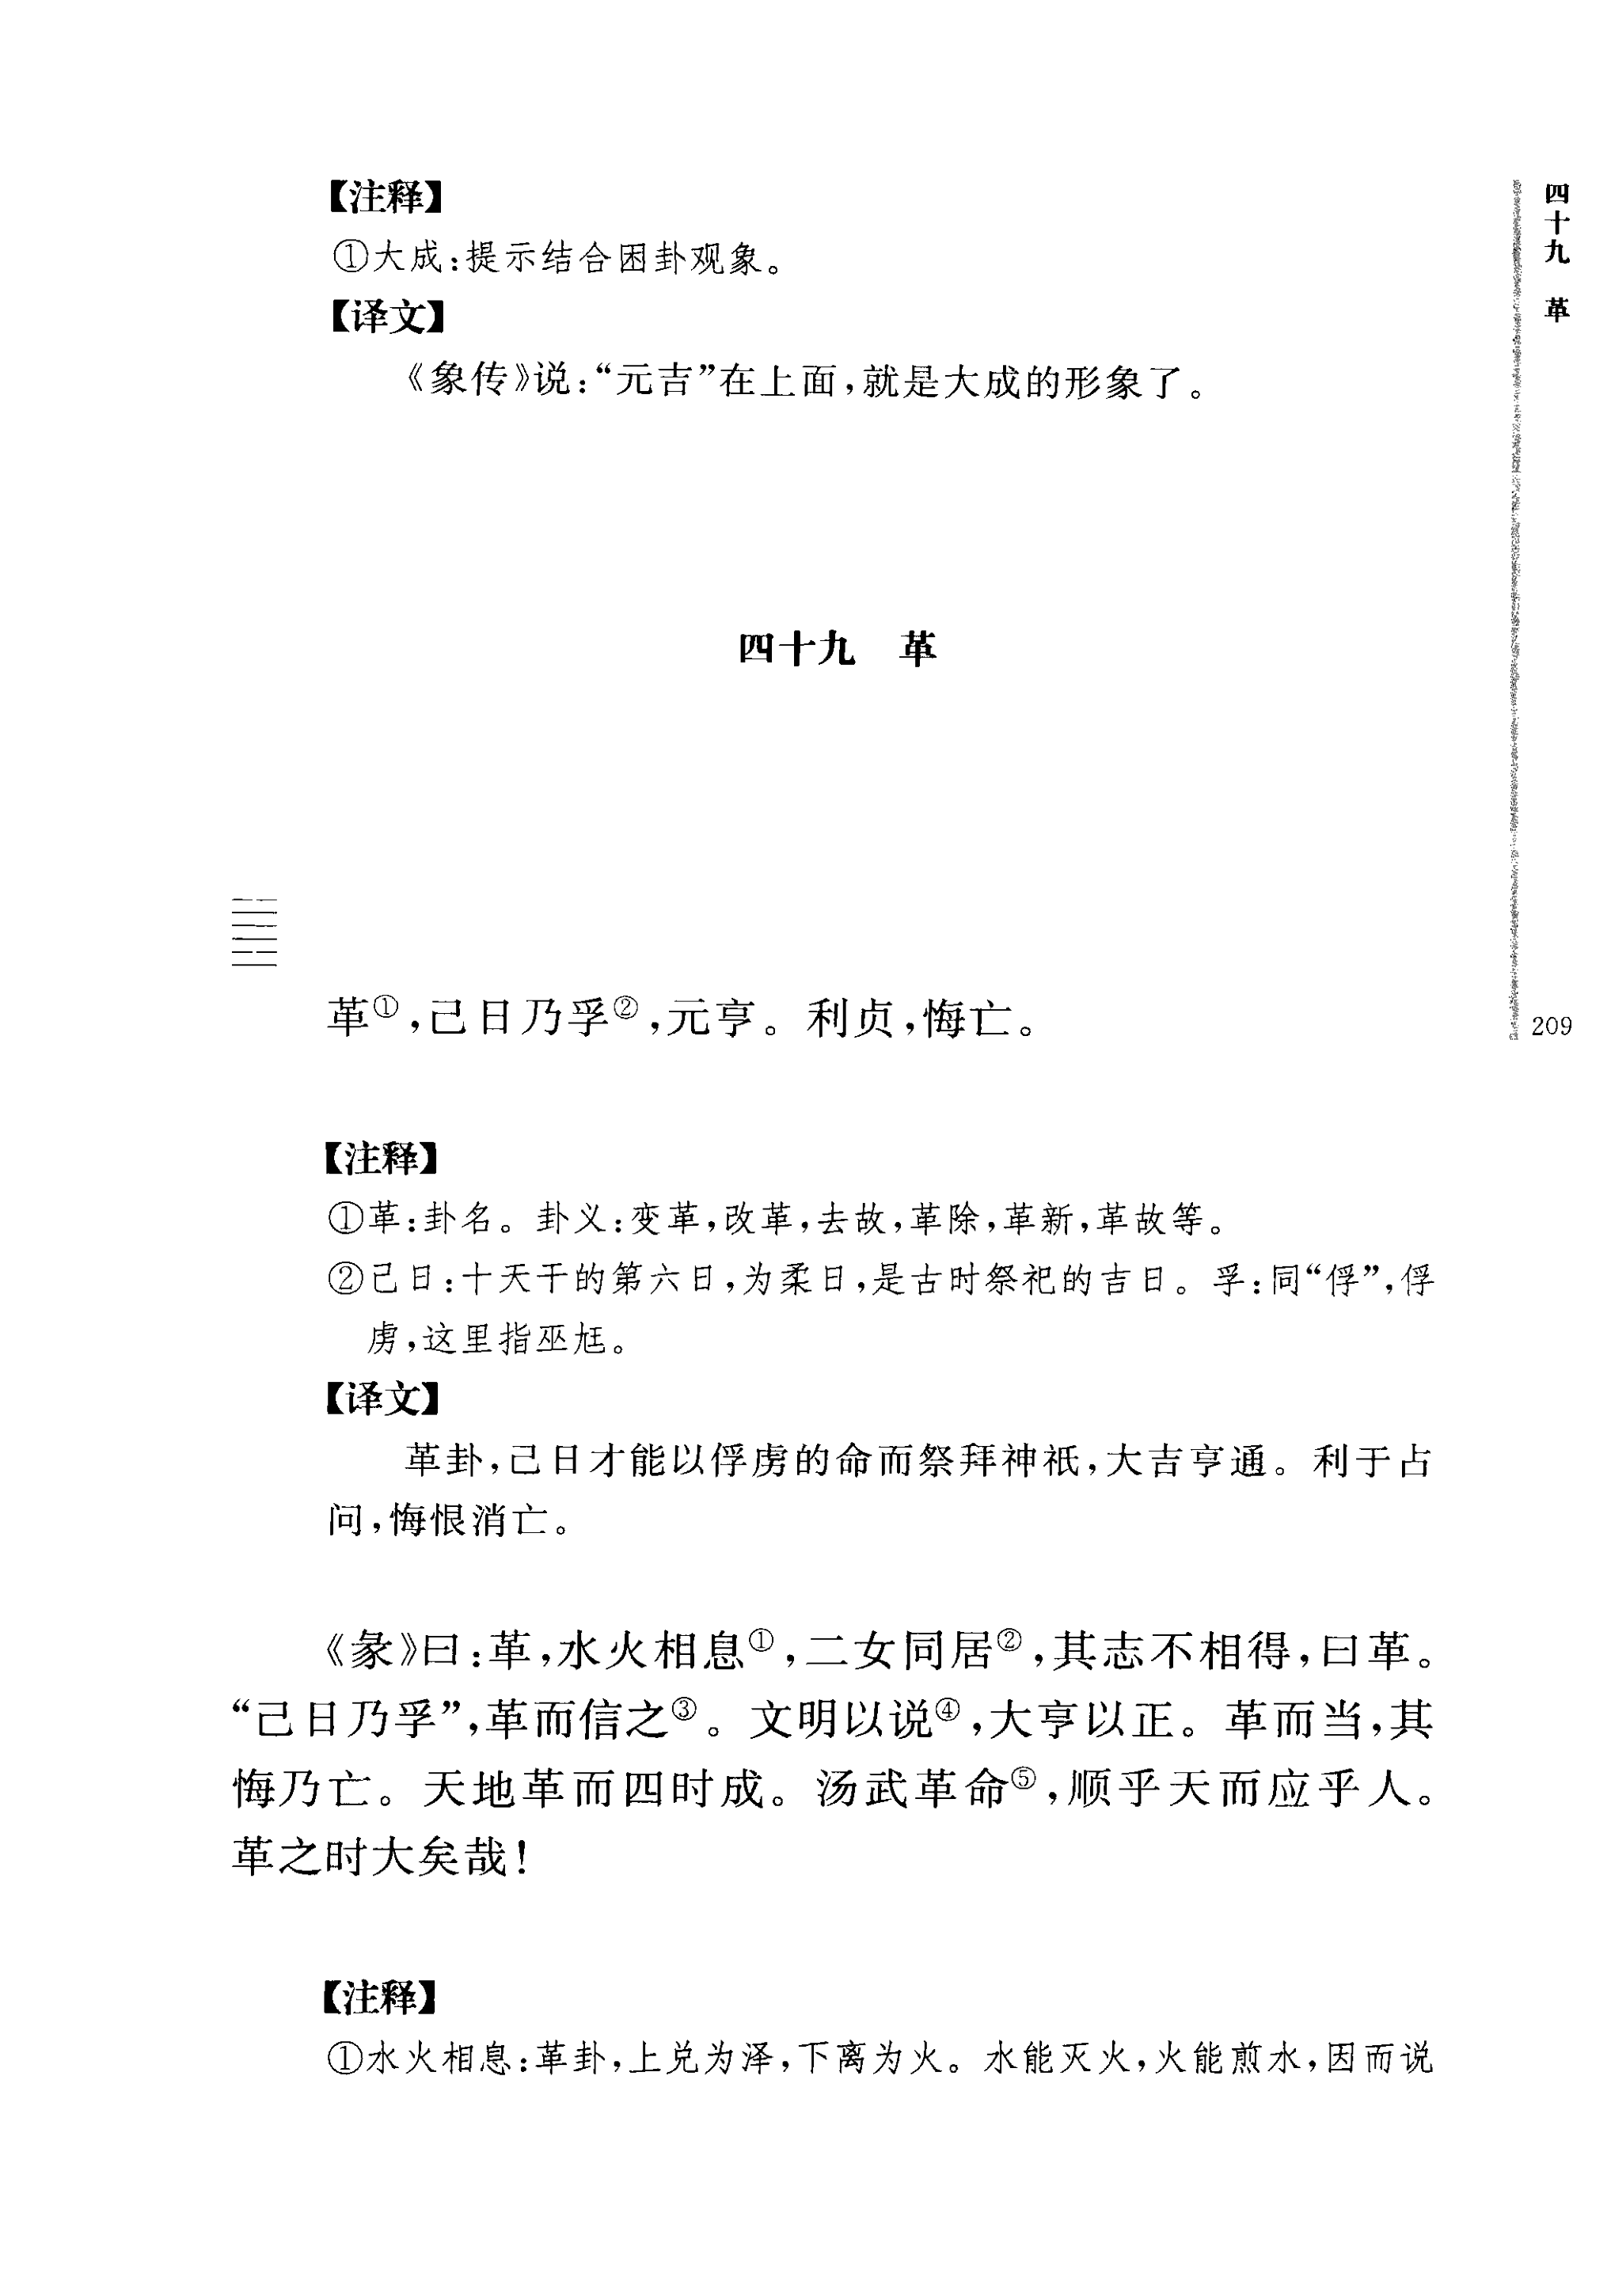 【注释】
①大成：提示结合困卦观象。
【译文】
《象传》说：“元吉”在上面，就是大成的形象了。
四十九　革
革①，己日乃孚②，元亨。利贞，悔亡。
【注释】
①革：卦名。卦义：变革，改革，去故，革除，革新，革故等。
②己日：十天干的第六日，为柔日，是古时祭祀的吉日。孚：同“俘”，俘
虏，这里指巫尪。
【译文】
革卦，己日才能以俘虏的命而祭拜神祇，大吉亨通。利于占
问，悔恨消亡。
《彖》曰：革，水火相息①，二女同居②，其志不相得，曰革。
“己日乃孚”，革而信之③。文明以说④，大亨以正。革而当，其
悔乃亡。天地革而四时成。汤武革命⑤，顺乎天而应乎人。
革之时大矣哉！
【注释】
①水火相息：革卦，上兑为泽，下离为火。水能灭火，火能煎水，因而说
四十九　革
209